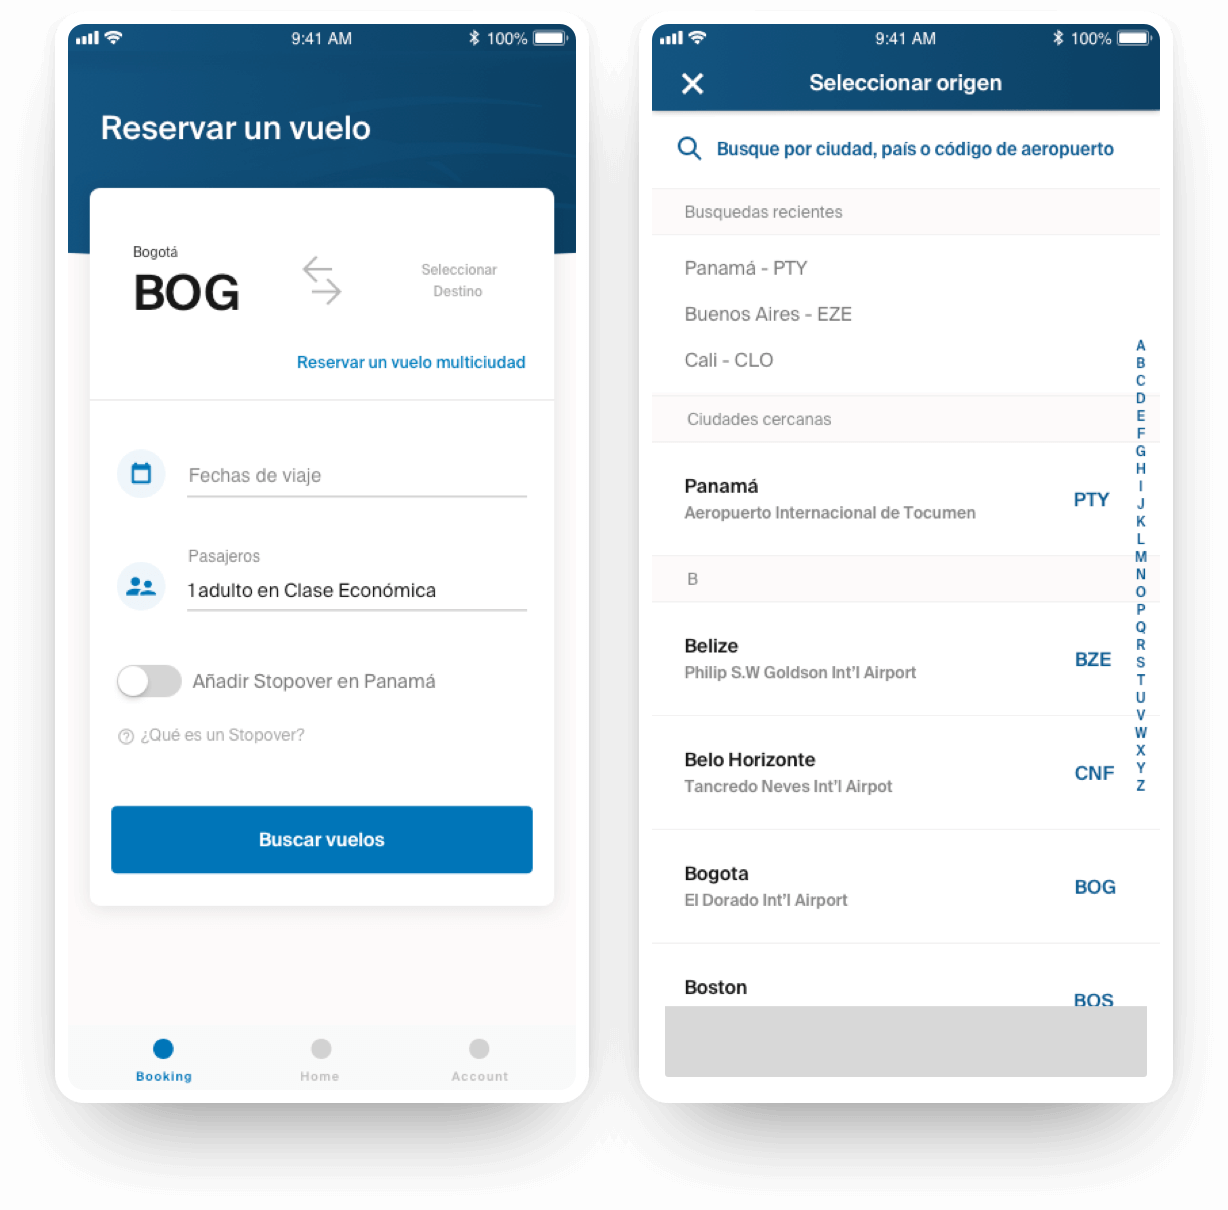 9:41 AM
100%
Reservar un vuelo
Bogotá
BOG
Seleccionar
Destino
Reservar un vuelo multiciudad
Fechas de viaje
Pasajeros
1 adulto en Clase Económica
Añadir Stopover en Panamá
¿Qué es un Stopover?
Buscar vuelos
Booking
Home
Account
9:41 AM
100%
Seleccionar origen
Busque por ciudad, país o código de aeropuerto
Busquedas recientes
Panamá - PTY
Buenos Aires - EZE
Cali - CLO
Ciudades cercanas
Panamá
Aeropuerto Internacional de Tocumen
PTY
B
Belize
Philip S.W Goldson Int'l Airport
BZE
Belo Horizonte
Tancredo Neves Int'l Airpot
CNF
Bogota
El Dorado Int'l Airport
BOG
Boston
BOS
A
B
C
D
E
F
G
H
I
J
K
L
M
N
O
P
Q
R
S
T
U
V
W
X
Y
Z